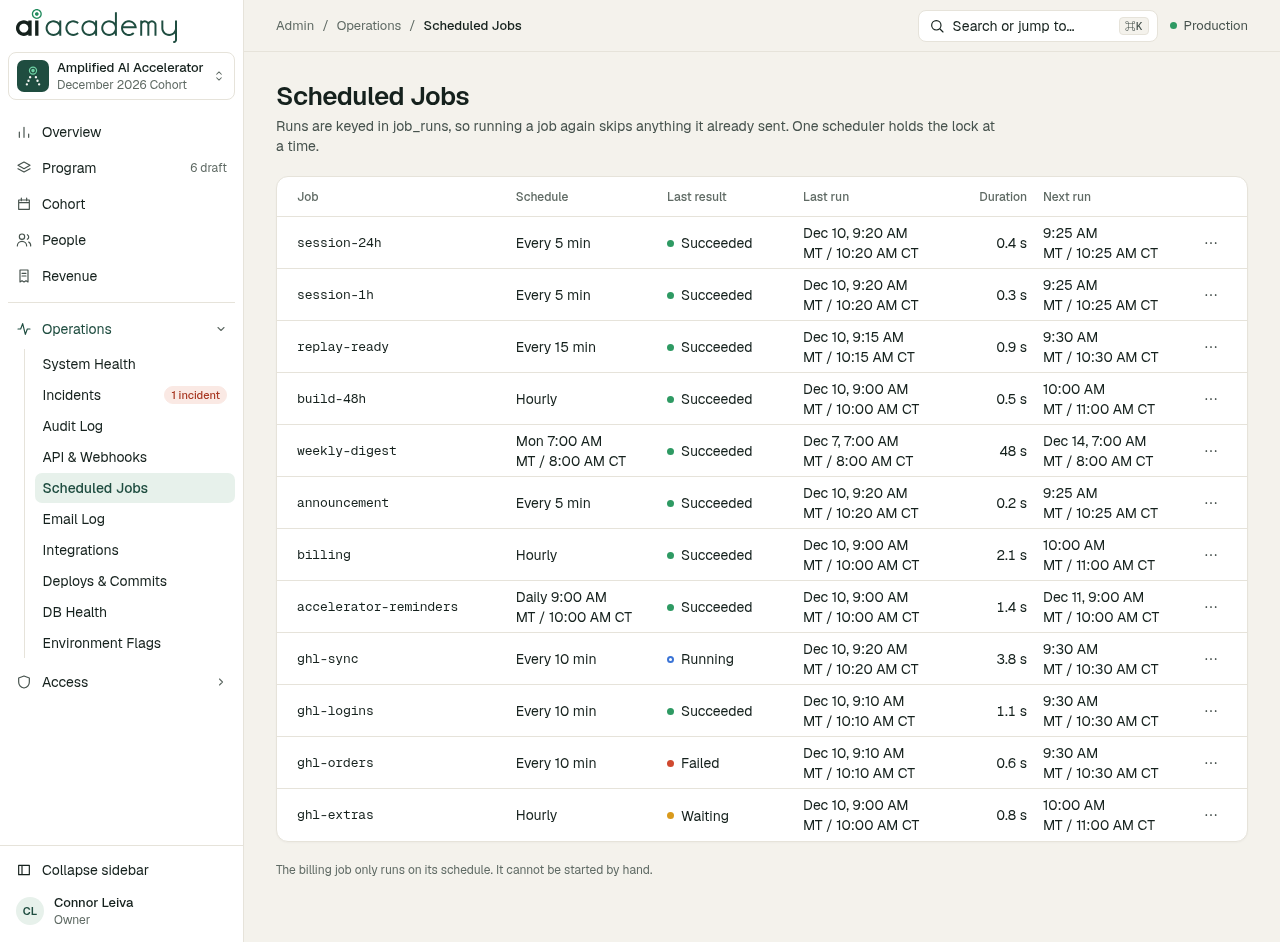 ai academy
Amplified AI Accelerator
December 2026 Cohort
Overview
Program 6 draft
Cohort
People
Revenue
Operations
System Health
Incidents 1 incident
Audit Log
API & Webhooks
Scheduled Jobs
Email Log
Integrations
Deploys & Commits
DB Health
Environment Flags
Access
Collapse sidebar
CL
Connor Leiva
Owner
Admin / Operations / Scheduled Jobs
Search or jump to... ⌘K
Production
Scheduled Jobs
Runs are keyed in job_runs, so running a job again skips anything it already sent. One scheduler holds the lock at
a time.
Job Schedule Last result Last run Duration Next run
session-24h Every 5 min Succeeded Dec 10, 9:20 AM 0.4 s 9:25 AM
MT / 10:20 AM CT MT / 10:25 AM CT
session-1h Every 5 min Succeeded Dec 10, 9:20 AM 0.3 s 9:25 AM
MT / 10:20 AM CT MT / 10:25 AM CT
replay-ready Every 15 min Succeeded Dec 10, 9:15 AM 0.9 s 9:30 AM
MT / 10:15 AM CT MT / 10:30 AM CT
build-48h Hourly Succeeded Dec 10, 9:00 AM 0.5 s 10:00 AM
MT / 10:00 AM CT MT / 11:00 AM CT
weekly-digest Mon 7:00 AM Succeeded Dec 7, 7:00 AM 48 s Dec 14, 7:00 AM
MT / 8:00 AM CT MT / 8:00 AM CT MT / 8:00 AM CT
announcement Every 5 min Succeeded Dec 10, 9:20 AM 0.2 s 9:25 AM
MT / 10:20 AM CT MT / 10:25 AM CT
billing Hourly Succeeded Dec 10, 9:00 AM 2.1 s 10:00 AM
MT / 10:00 AM CT MT / 11:00 AM CT
accelerator-reminders Daily 9:00 AM Succeeded Dec 10, 9:00 AM 1.4 s Dec 11, 9:00 AM
MT / 10:00 AM CT MT / 10:00 AM CT MT / 10:00 AM CT
ghl-sync Every 10 min Running Dec 10, 9:20 AM 3.8 s 9:30 AM
MT / 10:20 AM CT MT / 10:30 AM CT
ghl-logins Every 10 min Succeeded Dec 10, 9:10 AM 1.1 s 9:30 AM
MT / 10:10 AM CT MT / 10:30 AM CT
ghl-orders Every 10 min Failed Dec 10, 9:10 AM 0.6 s 9:30 AM
MT / 10:10 AM CT MT / 10:30 AM CT
ghl-extras Hourly Waiting Dec 10, 9:00 AM 0.8 s 10:00 AM
MT / 10:00 AM CT MT / 11:00 AM CT
The billing job only runs on its schedule. It cannot be started by hand.